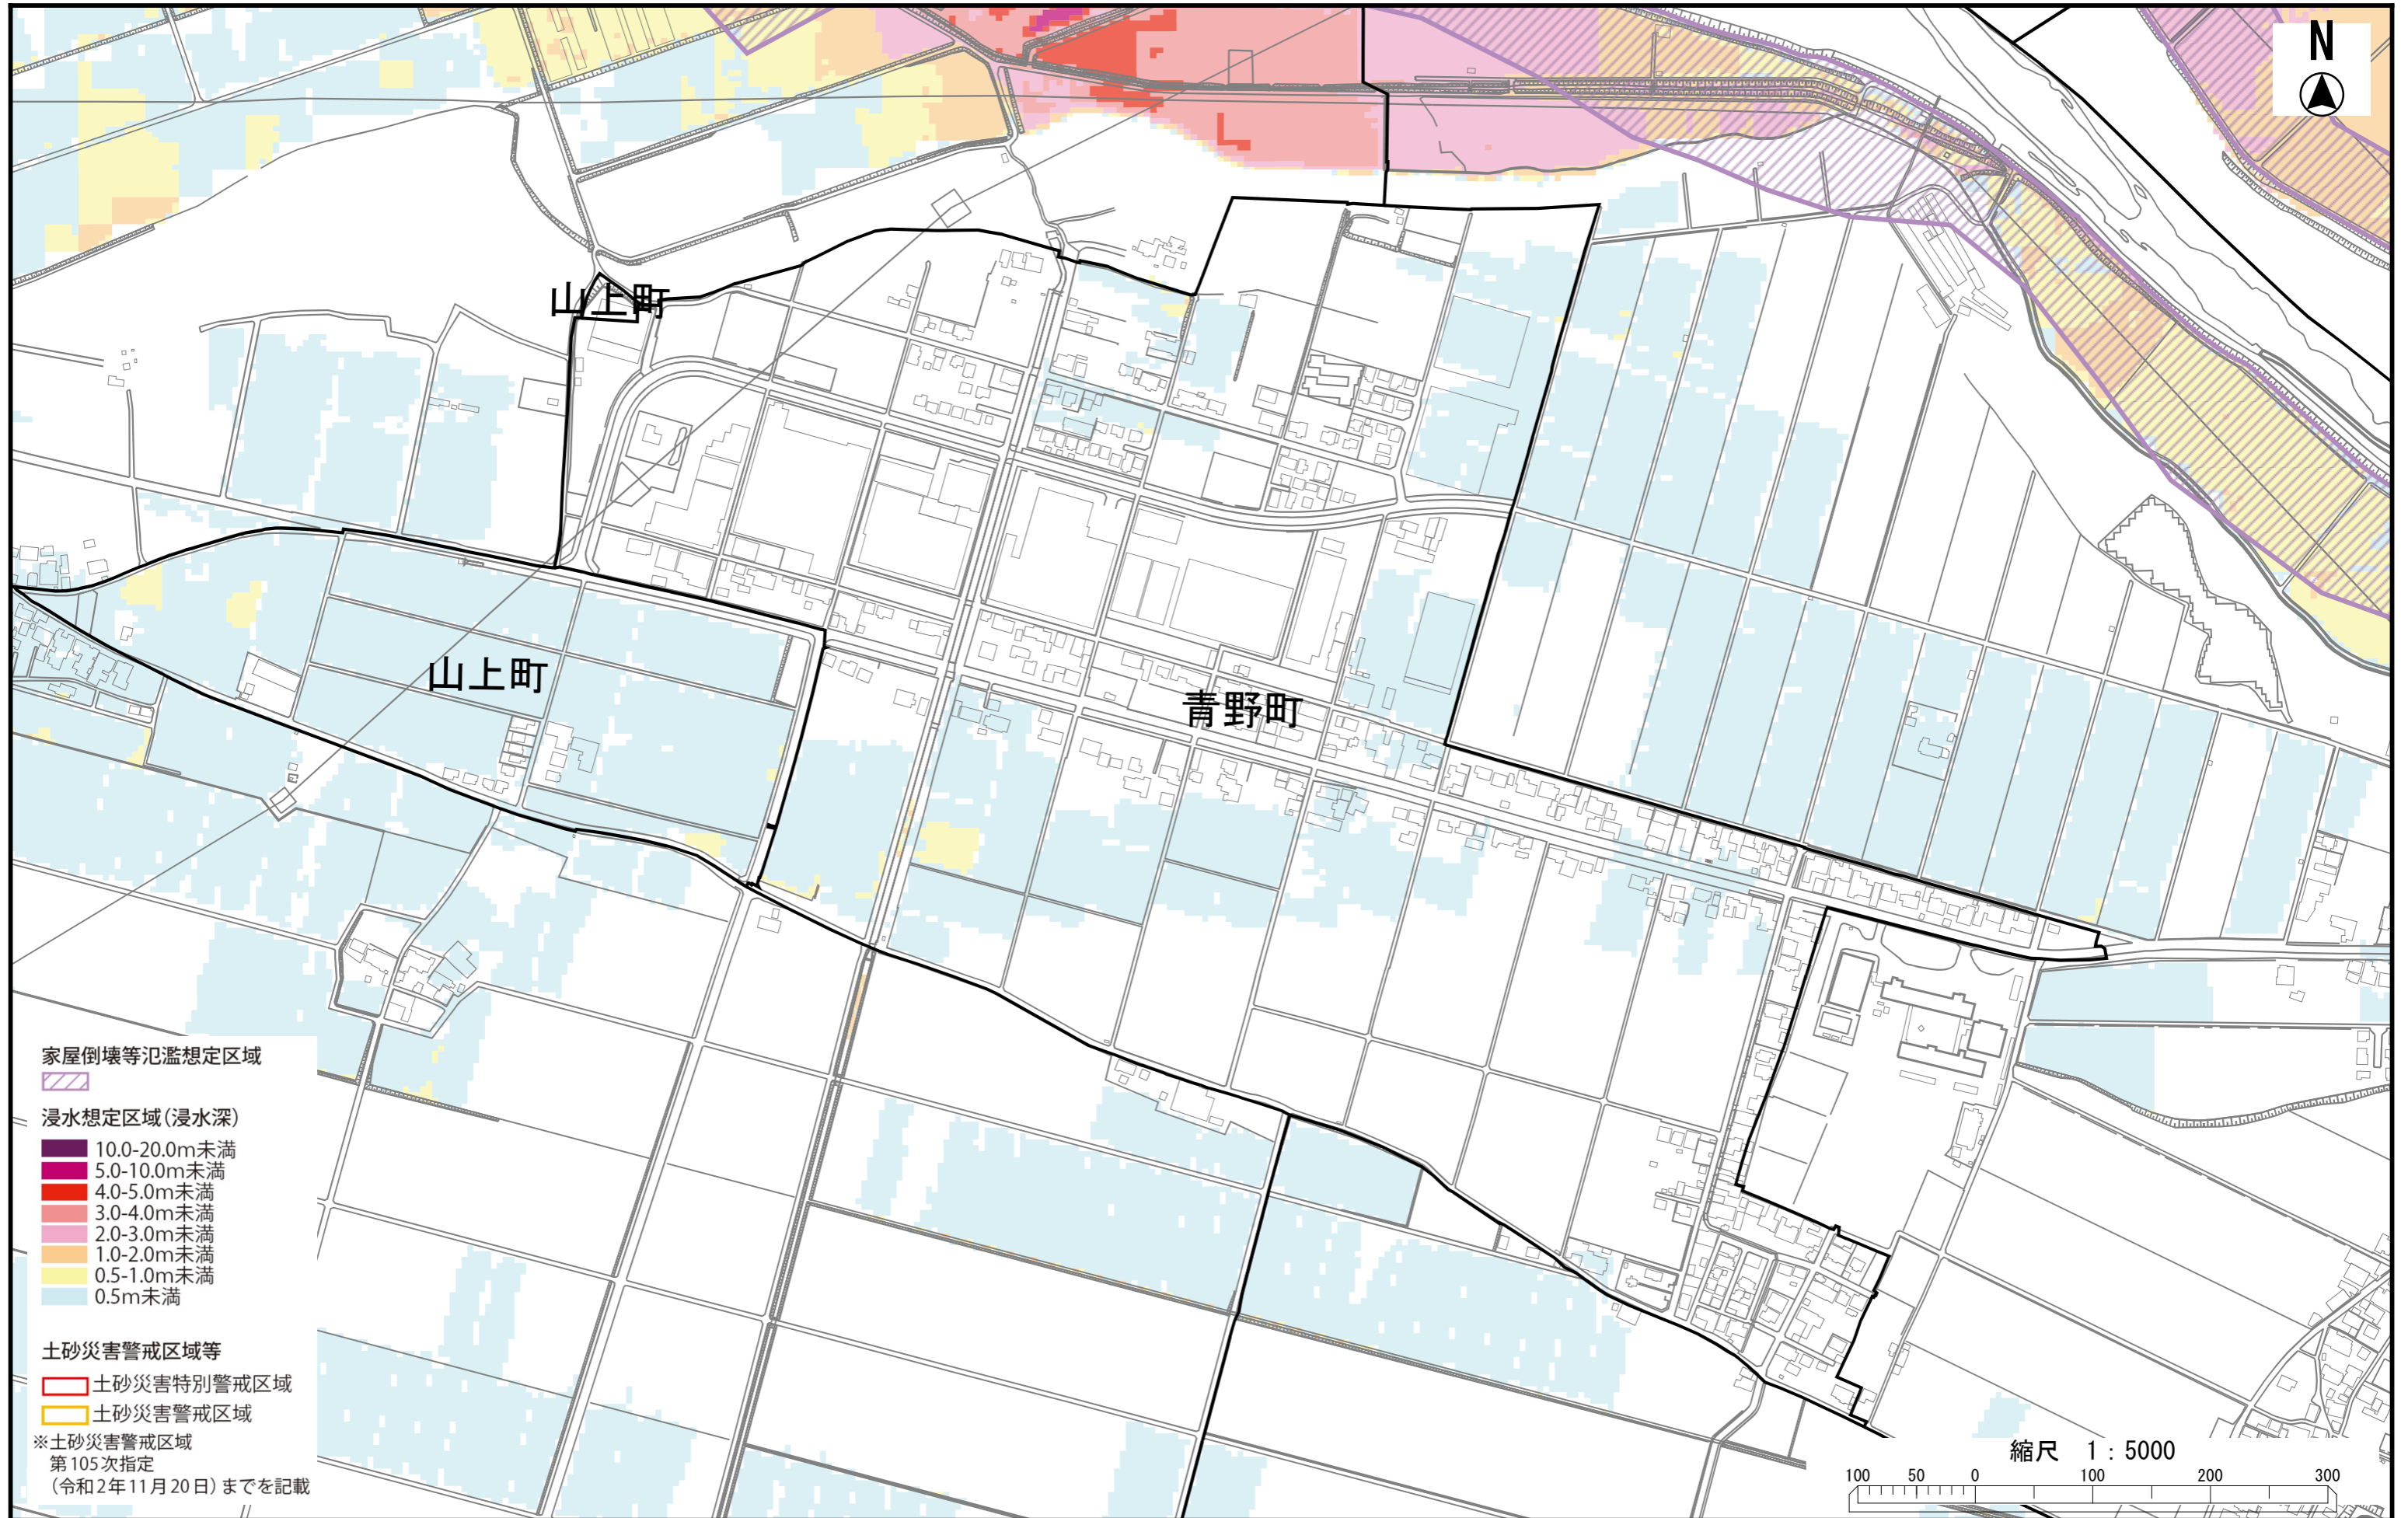 N
山上町
山上町
青野町
家屋倒壊等氾濫想定区域
浸水想定区域(浸水深)
10.0-20.0m未満
5.0-10.0m未満
4.0-5.0m未満
3.0-4.0m未満
2.0-3.0m未満
1.0-2.0m未満
0.5-1.0m未満
0.5m未満
土砂災害警戒区域等
土砂災害特別警戒区域
土砂災害警戒区域
※土砂災害警戒区域
第105次指定
(令和2年11月20日)までを記載
縮尺 1:5000
100 50 0 100 200 300